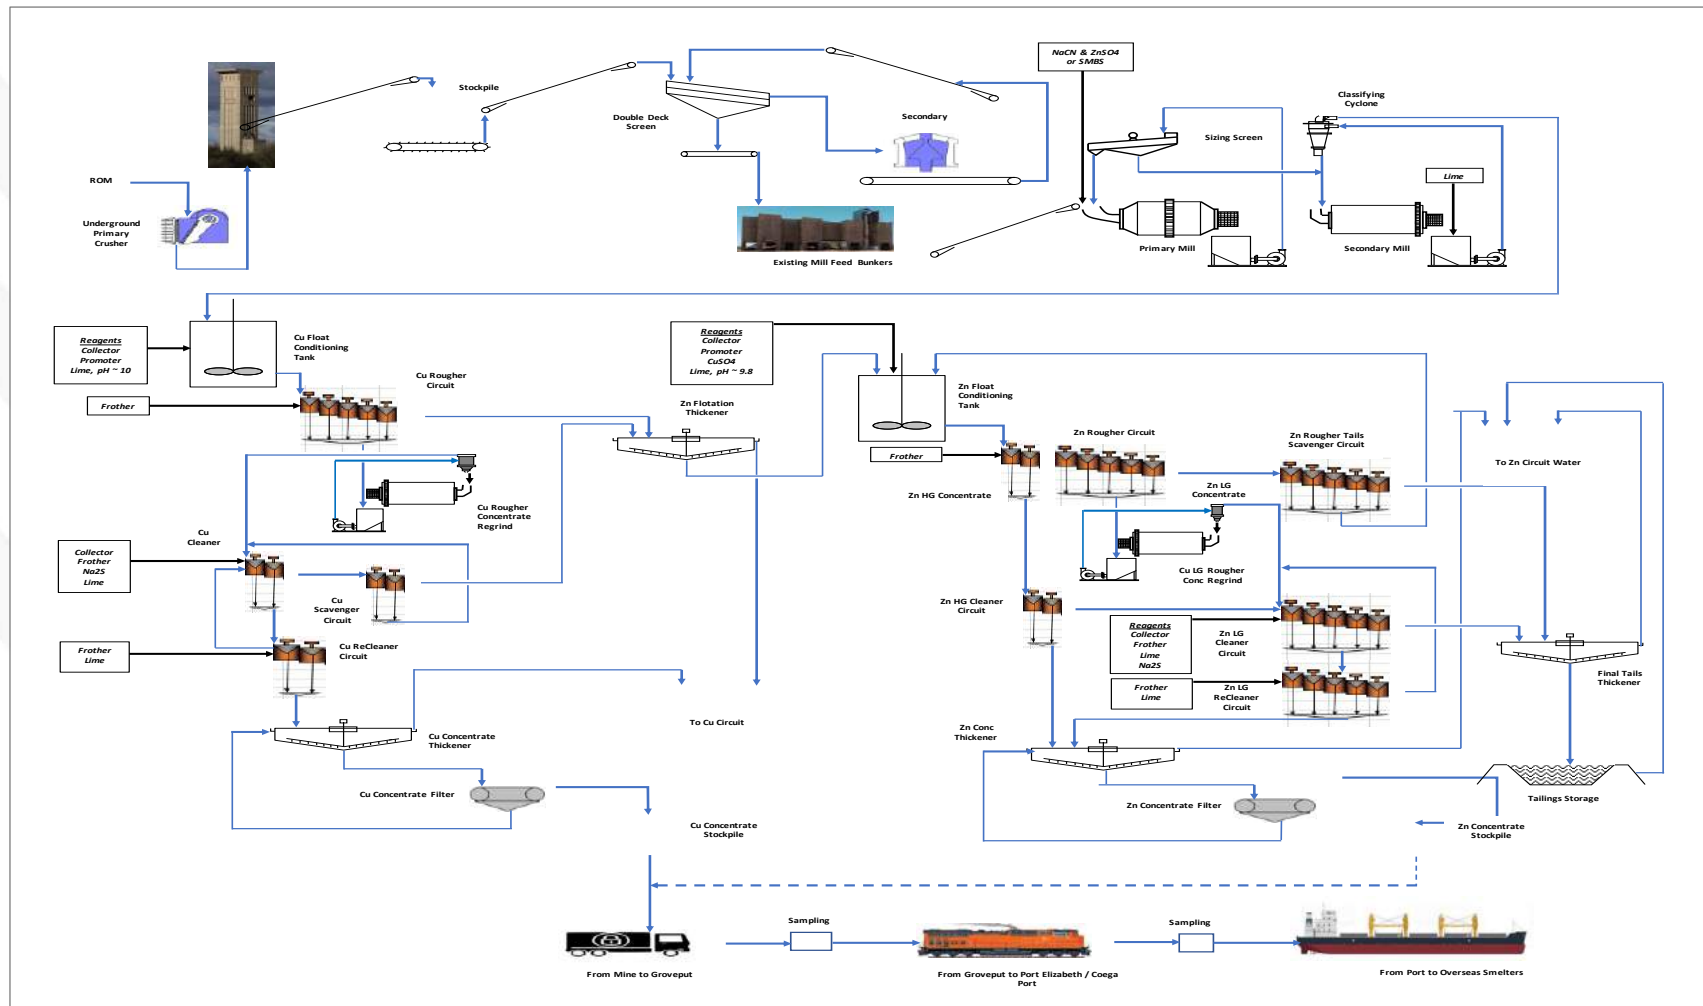 NaCN & ZnSO4
or SMBS
Classifying
Cyclone
Stockpile
Double Deck
Screen
Secondary
Sizing Screen
ROM
Lime
Underground
Primary
Crusher
Existing Mill Feed Bunkers
Primary Mill
Secondary Mill
Reagents
Collector
Promoter
Lime, pH ~ 10
Cu Float
Conditioning
Tank
Reagents
Collector
Promoter
CuSO4
Lime, pH ~ 9.8
Cu Rougher
Circuit
Frother
Zn Flotation
Thickener
Zn Float
Conditioning
Tank
Zn Rougher Circuit
Zn Rougher Tails
Scavenger Circuit
Frother
To Zn Circuit Water
Zn HG Concentrate
Zn LG
Concentrate
Cu Rougher
Concentrate
Regrind
Cu
Cleaner
Collector
Frother
Na2S
Lime
Cu LG Rougher
Conc Regrind
Cu
Scavenger
Circuit
Zn HG Cleaner
Circuit
Reagents
Collector
Frother
Lime
Na2S
Zn LG
Cleaner
Circuit
Frother
Lime
Cu ReCleaner
Circuit
Final Tails
Thickener
Frother
Lime
Zn LG
ReCleaner
Circuit
To Cu Circuit
Cu Concentrate
Thickener
Zn Conc
Thickener
Cu Concentrate Filter
Zn Concentrate Filter
Tailings Storage
Cu Concentrate
Stockpile
Zn Concentrate
Stockpile
Sampling
Sampling
From Mine to Groveput
From Groveput to Port Elizabeth / Coega
Port
From Port to Overseas Smelters